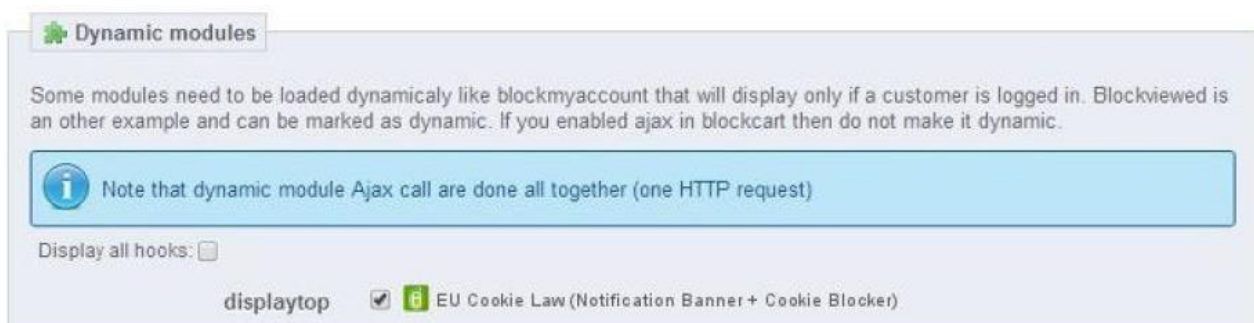 Dynamic modules
Some modules need to be loaded dynamicaly like blockmyaccount that will display only if a customer is logged in. Blockviewed is
an other example and can be marked as dynamic. If you enabled ajax in blockcart then do not make it dynamic.
Note that dynamic module Ajax call are done all together (one HTTP request)
Display all hooks:
displaytop EU Cookie Law (Notification Banner + Cookie Blocker)